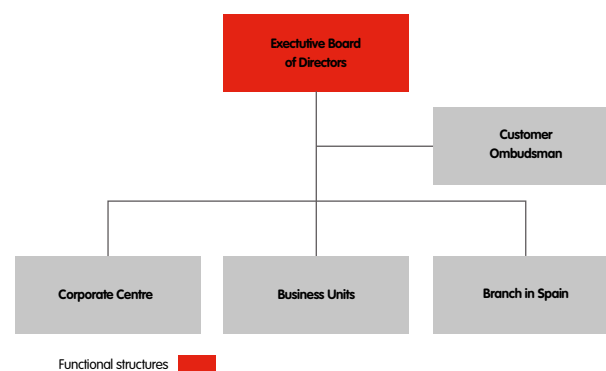 Exectutive Board
of Directors
Customer
Ombudsman
Corporate Centre
Business Units
Branch in Spain
Functional structures